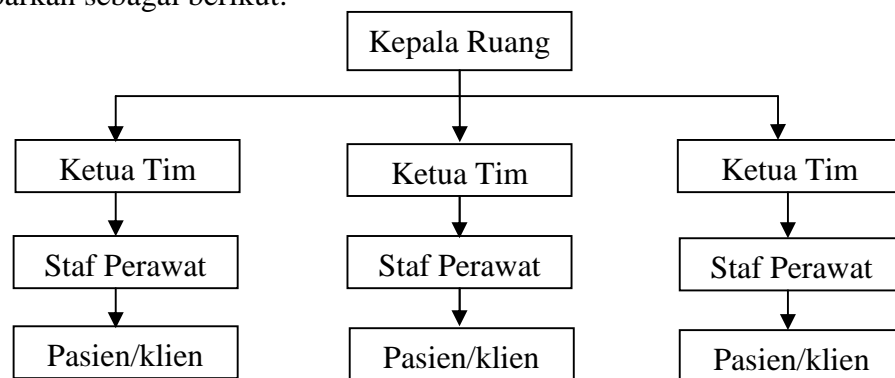 sebagai berikut:
Kepala Ruang
Ketua Tim Ketua Tim Ketua Tim
Staf Perawat Staf Perawat Staf Perawat
Pasien/klien Pasien/klien Pasien/klien